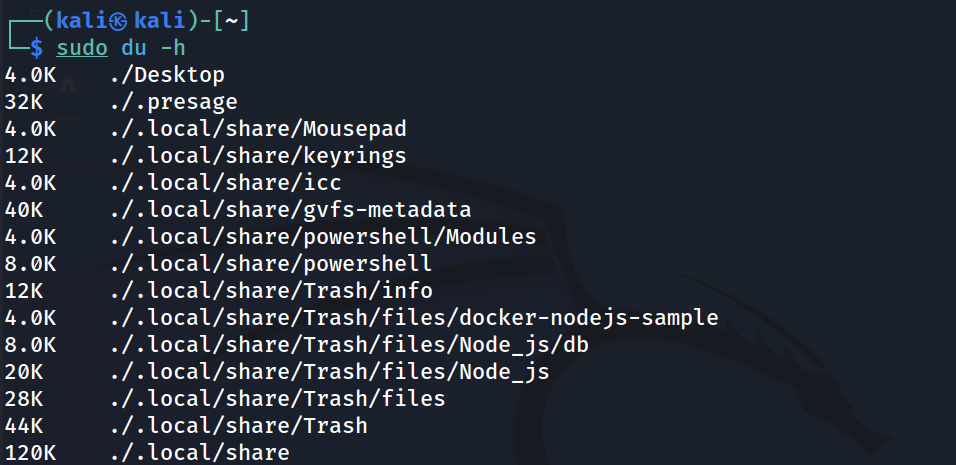 ┌──(kali㉿kali)-[~]
└─$ sudo du -h
4.0K ./Desktop
32K ./.presage
4.0K ./.local/share/Mousepad
12K ./.local/share/keyrings
4.0K ./.local/share/icc
40K ./.local/share/gvfs-metadata
4.0K ./.local/share/powershell/Modules
8.0K ./.local/share/powershell
12K ./.local/share/Trash/info
4.0K ./.local/share/Trash/files/docker-nodejs-sample
8.0K ./.local/share/Trash/files/Node_js/db
20K ./.local/share/Trash/files/Node_js
28K ./.local/share/Trash/files
44K ./.local/share/Trash
120K ./.local/share